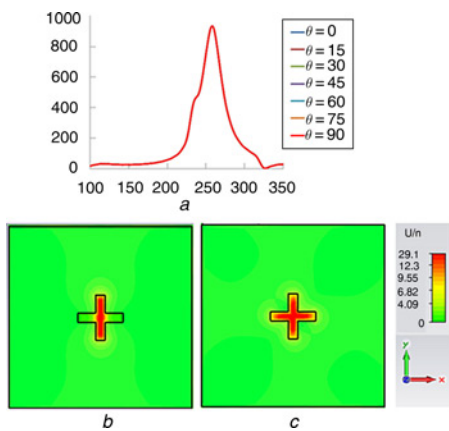 1000
800
600
400
200
0
100 150 200 250 300 350
a
θ = 0
θ = 15
θ = 30
θ = 45
θ = 60
θ = 75
θ = 90
U/n
29.1
12.3
9.55
6.82
4.09
0
y
x
b
c